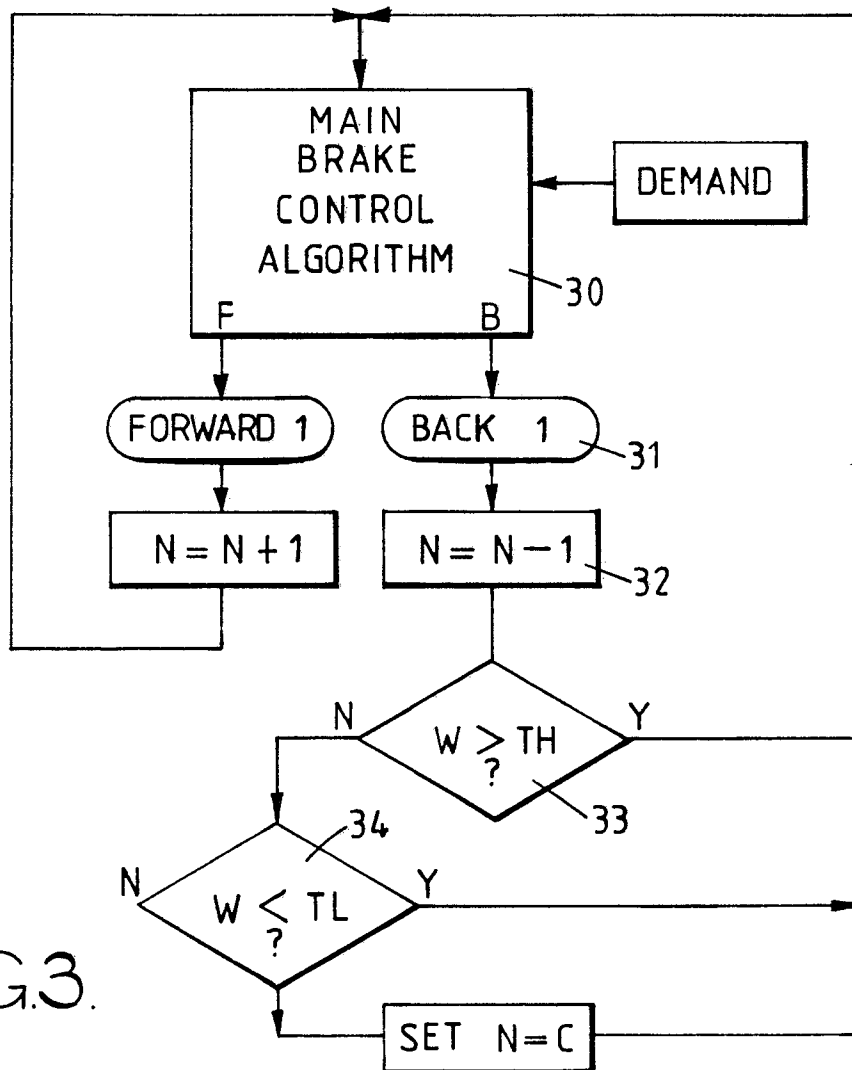 MAIN
BRAKE
CONTROL
ALGORITHM
DEMAND
30
F
B
FORWARD 1
BACK 1
31
N = N + 1
N = N - 1
32
N
Y
W > TH
?
33
34
N
Y
W < TL
?
G.3.
SET N = C